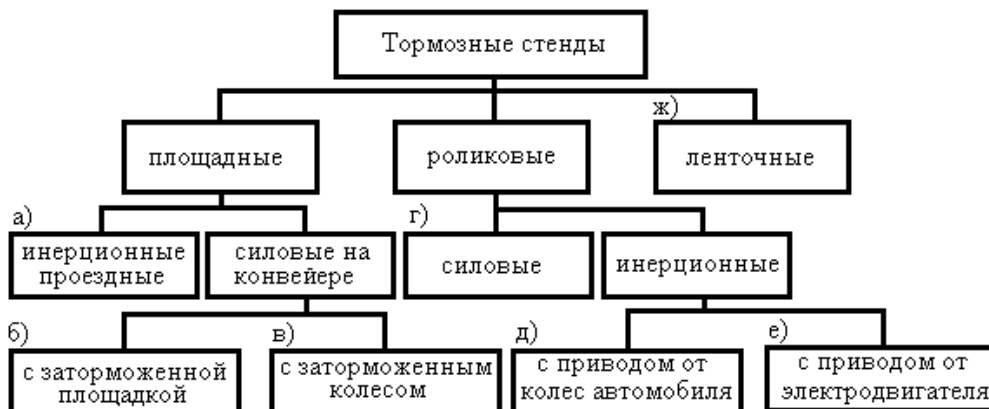 Тормозные стенды
ж)
площадные
роликовые
ленточные
а)
г)
инерционные
проездные
силовые на
конвейере
силовые
инерционные
б)
в)
д)
е)
с заторможенной
площадкой
с заторможенным
колесом
с приводом от
колес автомобиля
с приводом от
электродвигателя